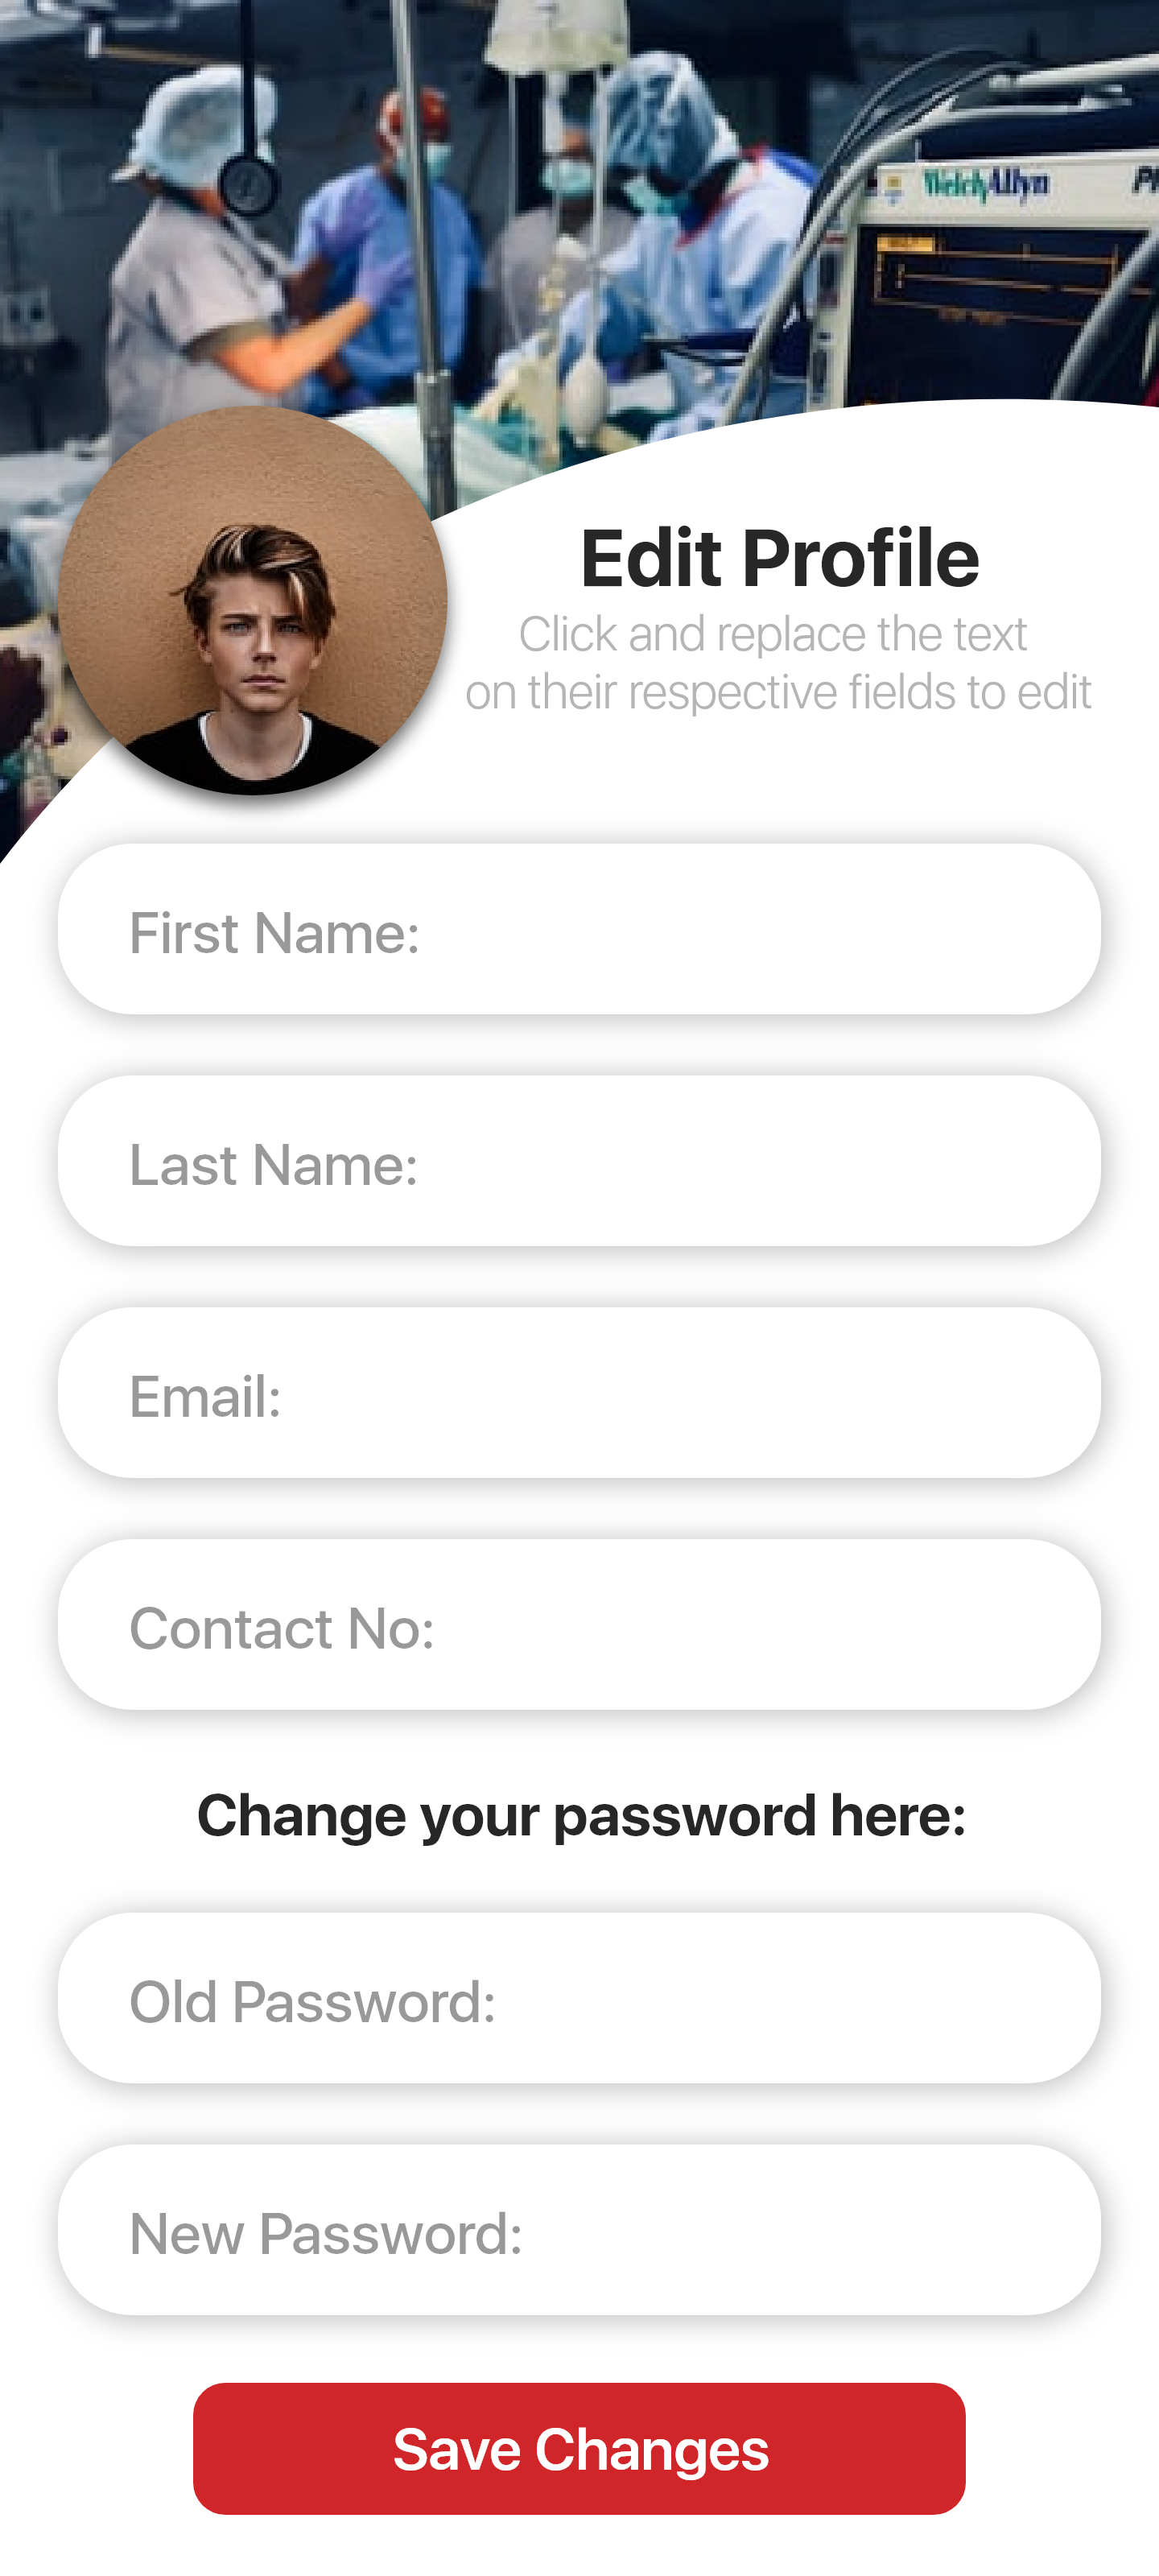 WelchAllyn
Edit Profile
Click and replace the text
on their respective fields to edit
First Name:
Last Name:
Email:
Contact No:
Change your password here:
Old Password:
New Password:
Save Changes